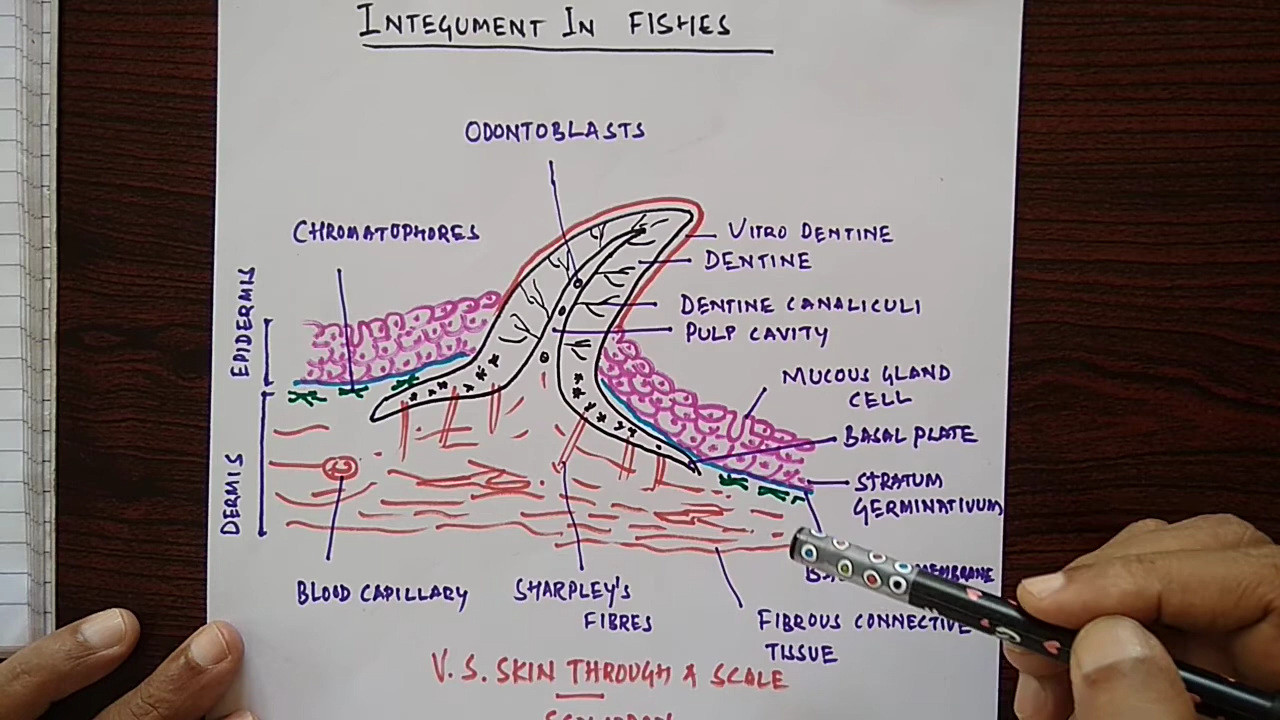 INTEGUMENT IN FISHES
ODONTOBLASTS
CHROMATOPHORES
VITRO DENTINE
DENTINE
DENTINE CANALICULI
PULP CAVITY
EPIDERMIS
MUCOUS GLAND
CELL
BASAL PLATE
STRATUM
GERMINATIVUM
DERMIS
BLOOD CAPILLARY
SHARPLEY'S
FIBRES
FIBROUS CONNECTIVE
TISSUE
V. S. SKIN THROUGH A SCALE